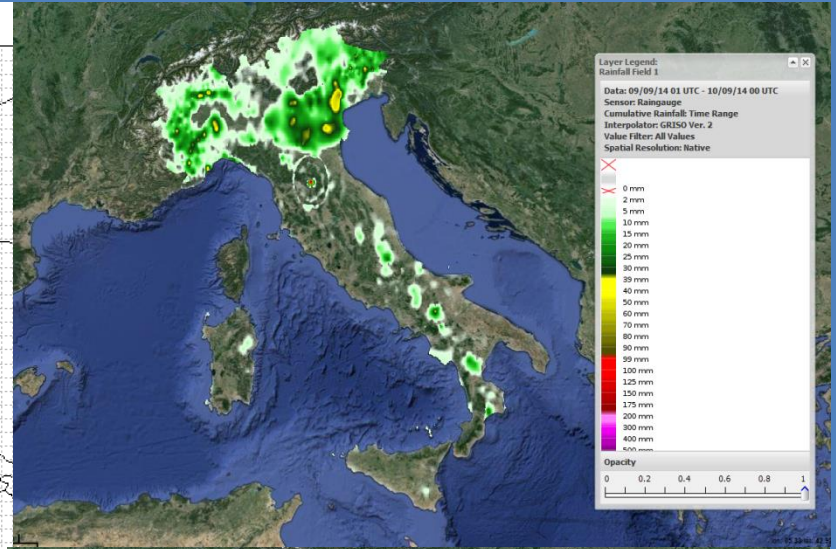 Layer Legend:
Rainfall Field 1
Data: 09/09/14 01 UTC - 10/09/14 00 UTC
Sensor: Raingauge
Cumulative Rainfall: Time Range
Interpolator: GRISO Ver. 2
Value Filter: All Values
Spatial Resolution: Native
0 mm
2 mm
5 mm
10 mm
15 mm
20 mm
25 mm
30 mm
39 mm
40 mm
50 mm
60 mm
70 mm
80 mm
90 mm
99 mm
100 mm
125 mm
150 mm
175 mm
200 mm
300 mm
400 mm
500 mm
Opacity
0 0.2 0.4 0.6 0.8 1